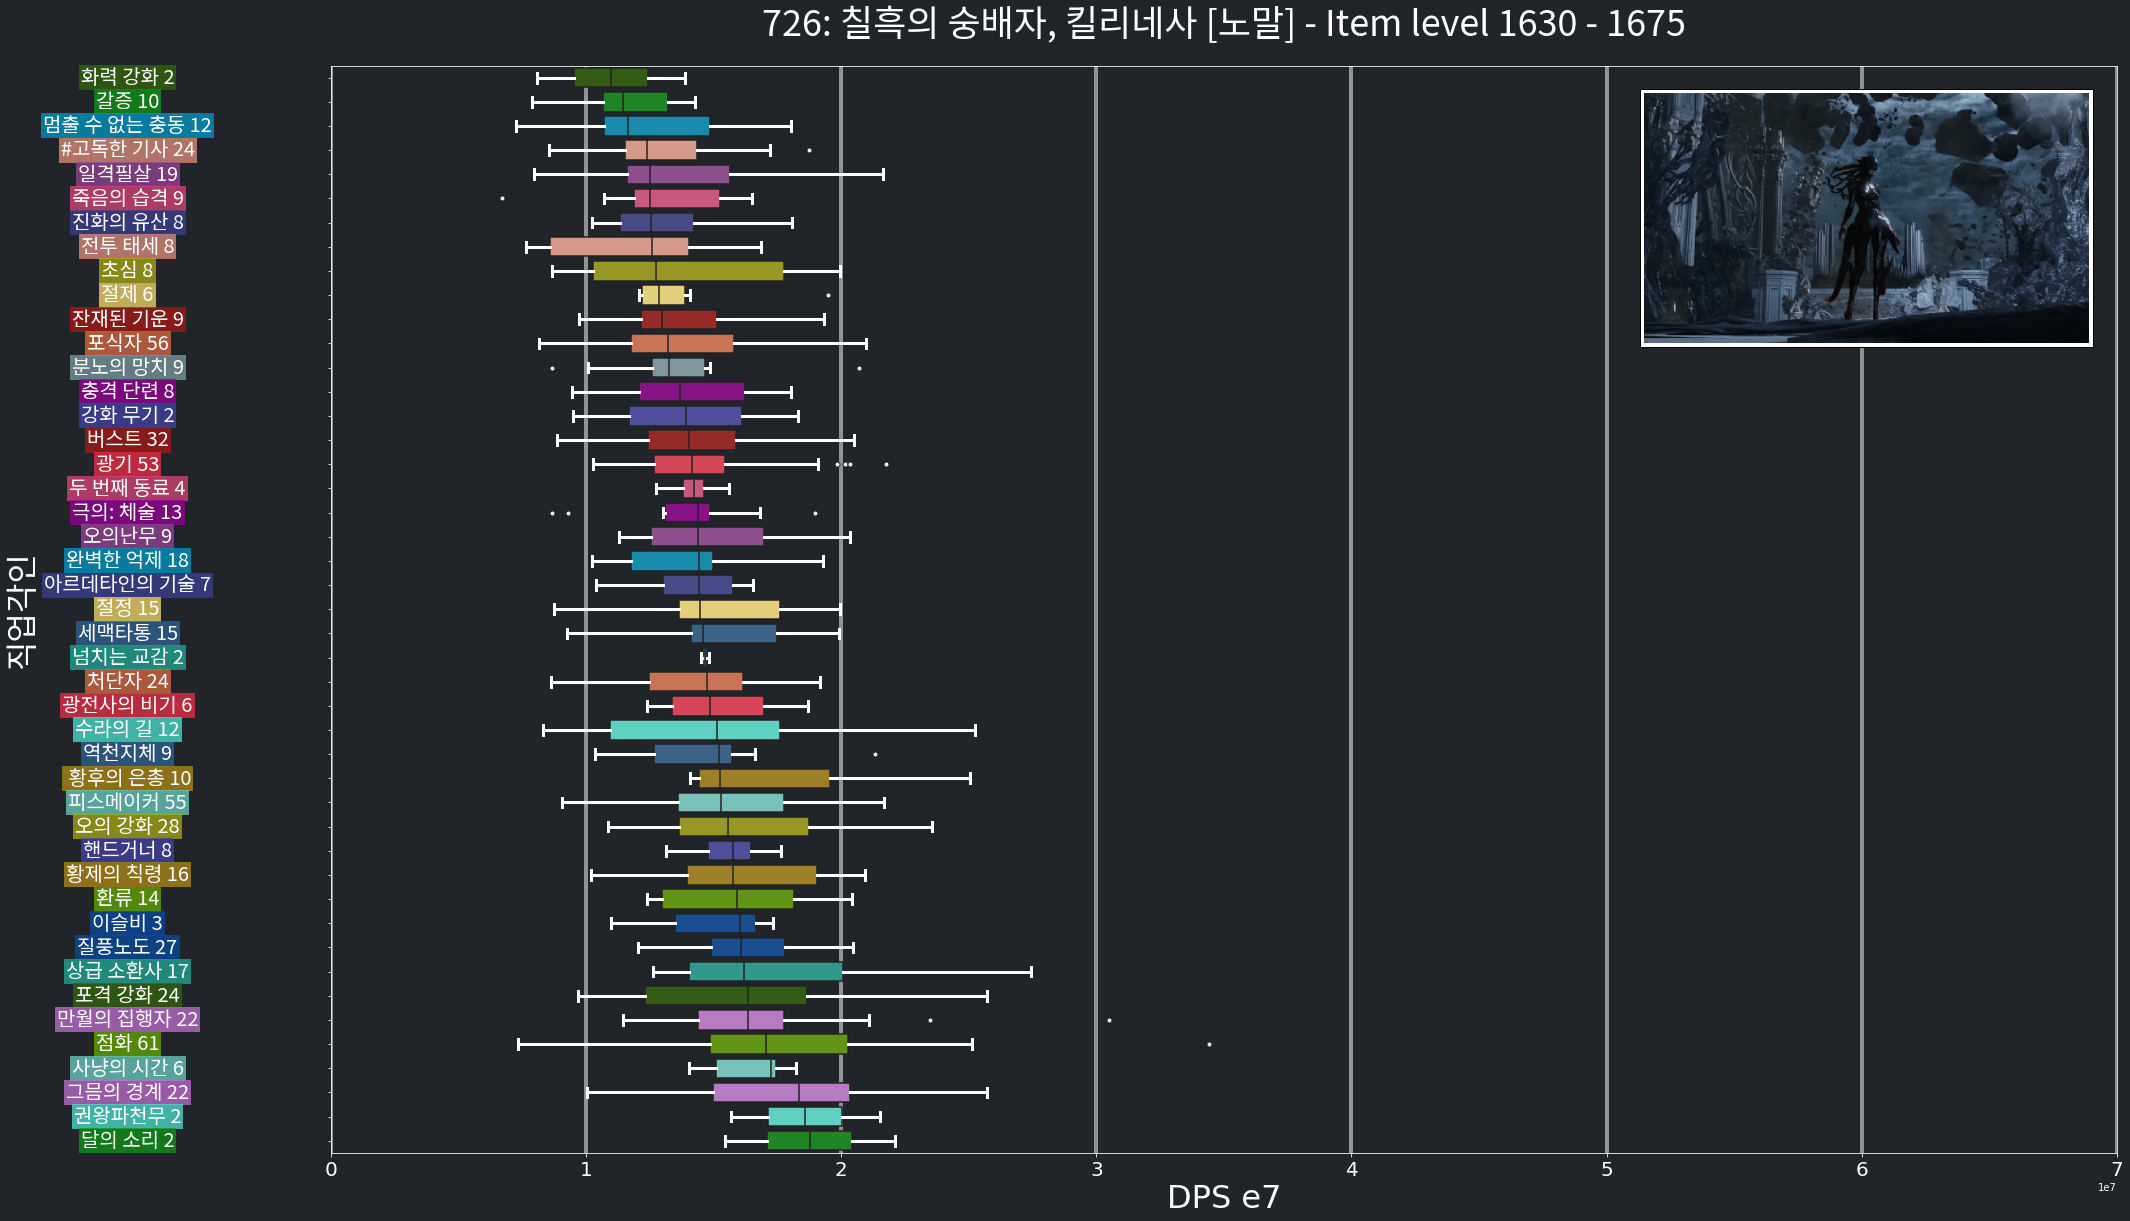 726: 칠흑의 숭배자, 킬리네사 [노말] - Item level 1630 - 1675
직업각인
화력 강화 2
갈증 10
멈출 수 없는 충동 12
#고독한 기사 24
일격필살 19
죽음의 습격 9
진화의 유산 8
전투 태세 8
초심 8
절제 6
잔재된 기운 9
포식자 56
분노의 망치 9
충격 단련 8
강화 무기 2
버스트 32
광기 53
두 번째 동료 4
극의: 체술 13
오의난무 9
완벽한 억제 18
아르데타인의 기술 7
절정 15
세맥타통 15
넘치는 교감 2
처단자 24
광전사의 비기 6
수라의 길 12
역천지체 9
황후의 은총 10
피스메이커 55
오의 강화 28
핸드거너 8
황제의 칙령 16
환류 14
이슬비 3
질풍노도 27
상급 소환사 17
포격 강화 24
만월의 집행자 22
점화 61
사냥의 시간 6
그믐의 경계 22
권왕파천무 2
달의 소리 2
0 1 2 3 4 5 6 7
1e7
DPS e7